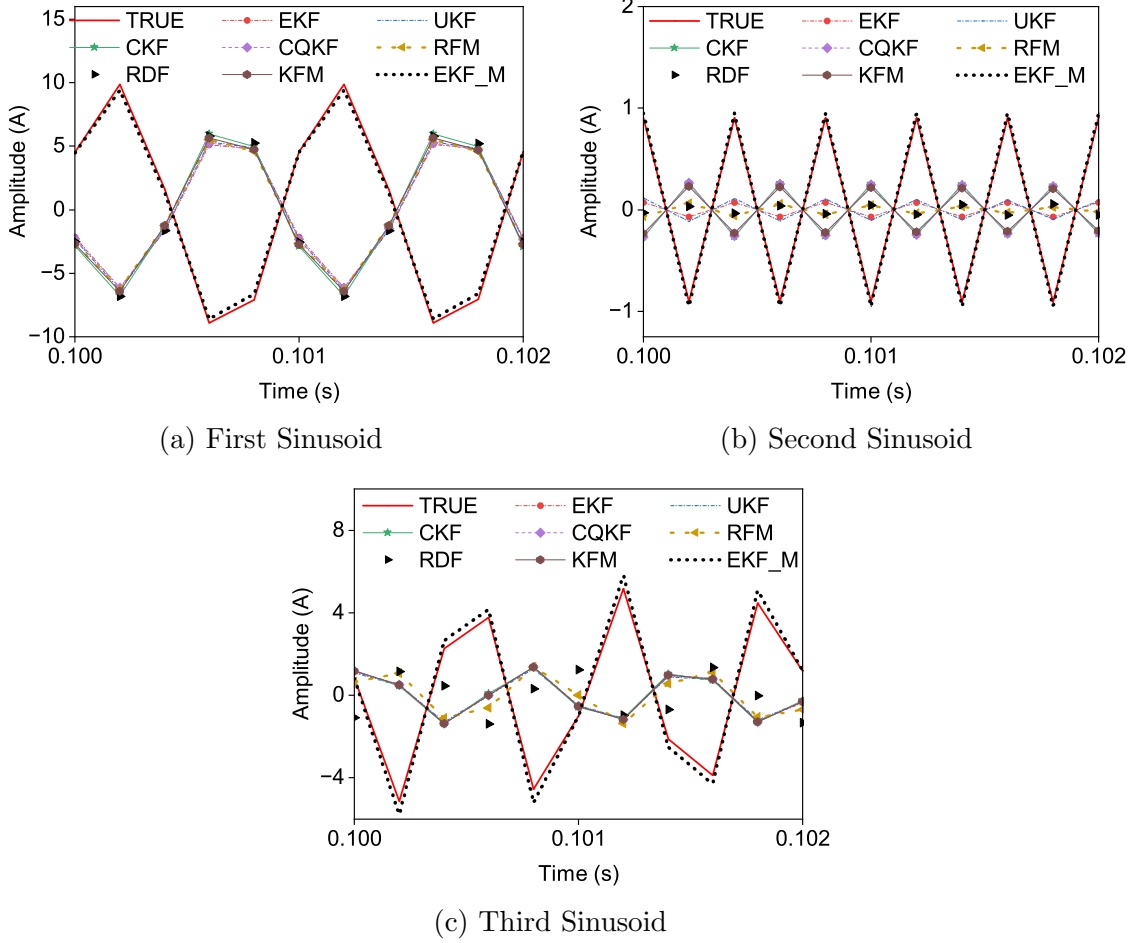 15
10
5
0
−5
−10
Amplitude (A)
TRUE EKF UKF
CKF CQKF RFM
RDF KFM EKF_M
0.100 0.101 0.102
Time (s)
(a) First Sinusoid
2
1
0
−1
Amplitude (A)
TRUE EKF UKF
CKF CQKF RFM
RDF KFM EKF_M
0.100 0.101 0.102
Time (s)
(b) Second Sinusoid
8
4
0
−4
Amplitude (A)
TRUE EKF UKF
CKF CQKF RFM
RDF KFM EKF_M
0.100 0.101 0.102
Time (s)
(c) Third Sinusoid